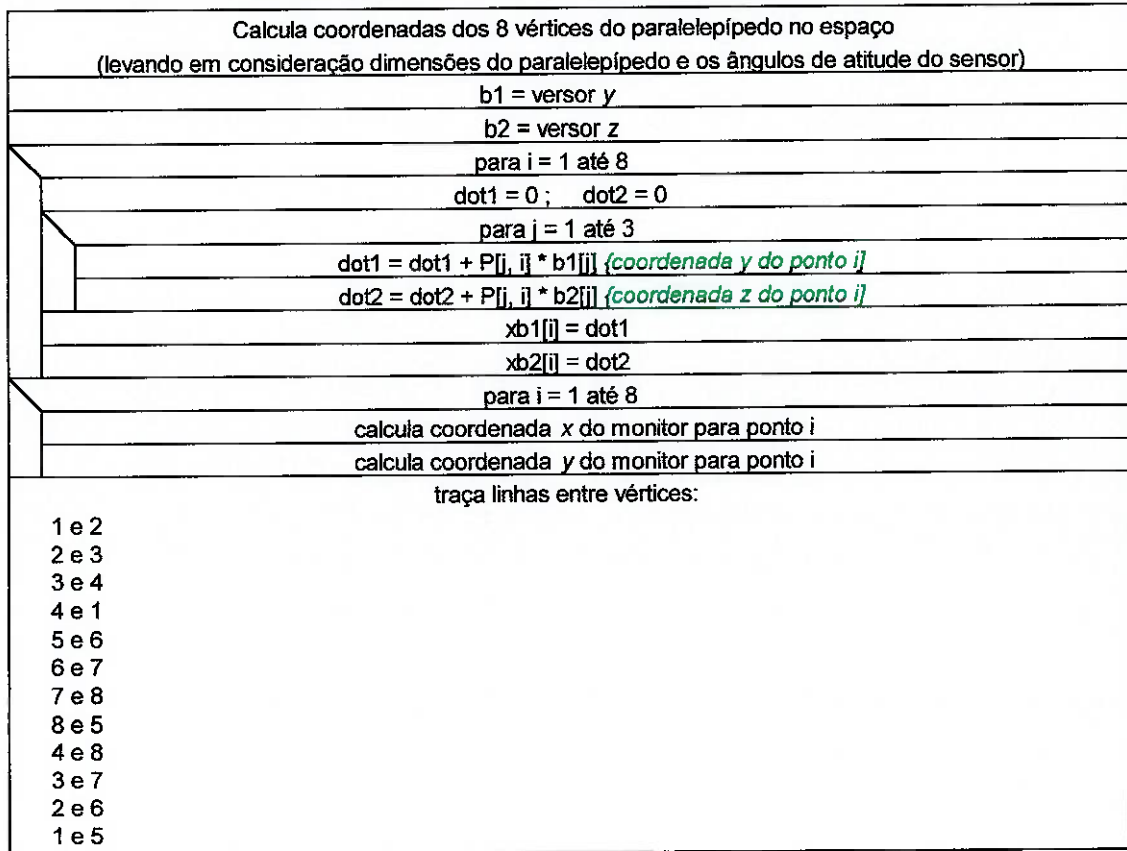 Calcula coordenadas dos 8 vértices do paralelepípedo no espaço
(levando em consideração dimensões do paralelepípedo e os ângulos de atitude do sensor)
b1 = versor y
b2 = versor z
para i = 1 até 8
dot1 = 0 ; dot2 = 0
para j = 1 até 3
dot1 = dot1 + P[j, i] * b1[j] {coordenada y do ponto i]
dot2 = dot2 + P[j, i] * b2[j] {coordenada z do ponto i]
xb1[i] = dot1
xb2[i] = dot2
para i = 1 até 8
calcula coordenada x do monitor para ponto i
calcula coordenada y do monitor para ponto i
traça linhas entre vértices:
1 e 2
2 e 3
3 e 4
4 e 1
5 e 6
6 e 7
7 e 8
8 e 5
4 e 8
3 e 7
2 e 6
1 e 5